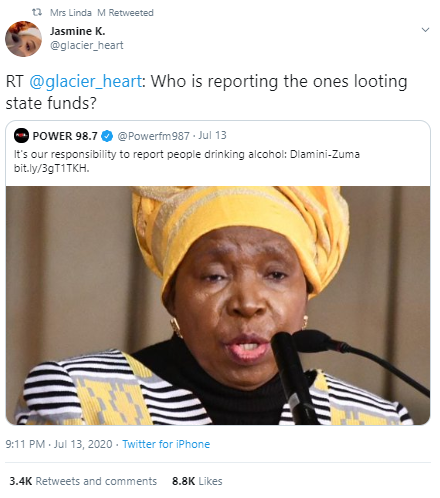 Mrs Linda M Retweeted
Jasmine K.
@glacier_heart
RT @glacier_heart: Who is reporting the ones looting
state funds?
POWER 98.7 @Powerfm987 · Jul 13
It's our responsibility to report people drinking alcohol: Dlamini-Zuma
bit.ly/3gT1TKH.
9:11 PM · Jul 13, 2020 · Twitter for iPhone
3.4K Retweets and comments 8.8K Likes